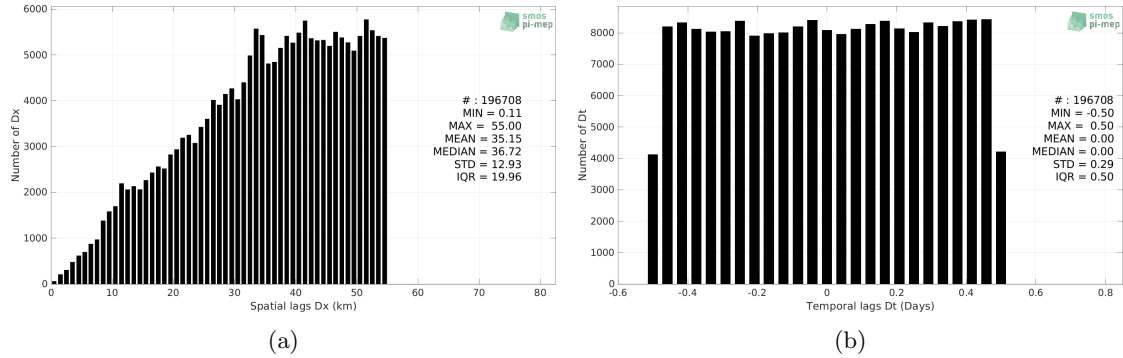 6000
5000
4000
3000
2000
1000
0
Number of Dx
0 10 20 30 40 50 60 70 80
Spatial lags Dx (km)
smos
pi-mep
# : 196708
MIN = 0.11
MAX = 55.00
MEAN = 35.15
MEDIAN = 36.72
STD = 12.93
IQR = 19.96
(a)
8000
7000
6000
5000
4000
3000
2000
1000
0
Number of Dt
-0.6 -0.4 -0.2 0 0.2 0.4 0.6 0.8
Temporal lags Dt (Days)
smos
pi-mep
# : 196708
MIN = -0.50
MAX = 0.50
MEAN = 0.00
MEDIAN = 0.00
STD = 0.29
IQR = 0.50
(b)